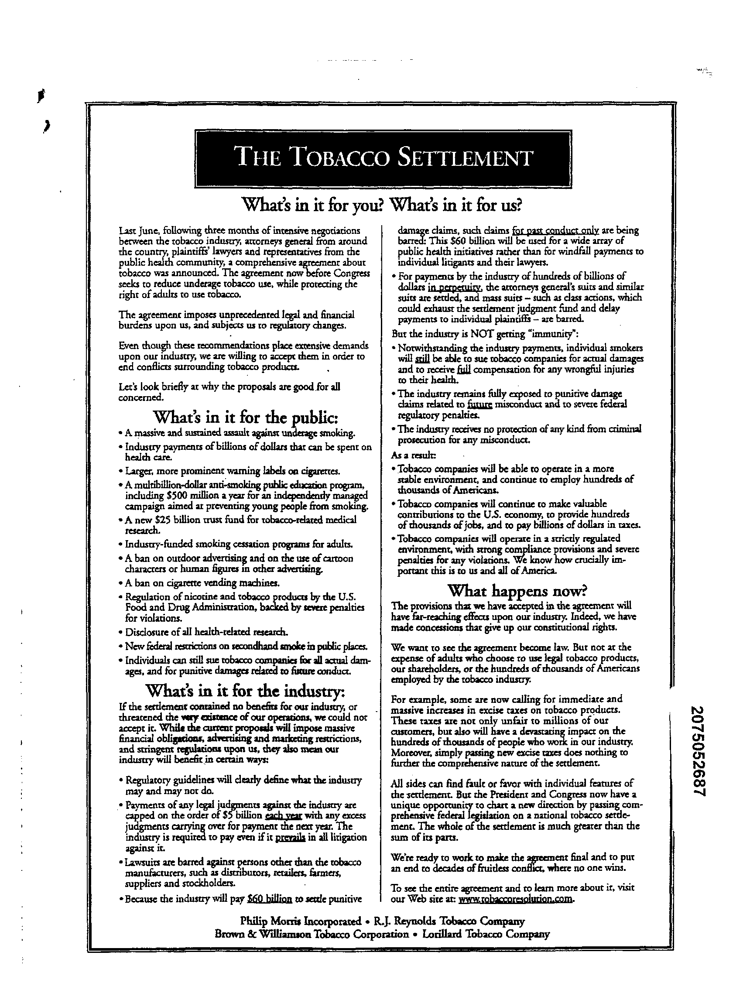 THE TOBACCO SETTLEMENT
What's in it for you? What's in it for us?
Last June, following three months of intensive negotiations
between the tobacco industry, attorneys general from around
the country, plaintiffs' lawyers and representatives from the
public health community, a comprehensive agreement about
tobacco was announced. The agreement now before Congress
seeks to reduce underage tobacco use, while protecting the
right of adults to use tobacco.
The agreement imposes unprecedented legal and financial
burdens upon us, and subjects us to regulatory changes.
Even though these recommendations place extensive demands
upon our industry, we are willing to accept them in order to
end conflicts surrounding tobacco products.
Let's look briefly at why the proposals are good for all
concerned.
What's in it for the public:
• A massive and sustained assault against underage smoking.
• Industry payments of billions of dollars that can be spent on
health care.
• Larger, more prominent warning labels on cigarettes.
• A multibillion-dollar anti-smoking public education program,
including $500 million a year for an independently managed
campaign aimed at preventing young people from smoking.
• A new $25 billion trust fund for tobacco-related medical
research.
• Industry-funded smoking cessation programs for adults.
• A ban on outdoor advertising and on the use of cartoon
characters or human figures in other advertising.
• A ban on cigarette vending machines.
• Regulation of nicotine and tobacco products by the U.S.
Food and Drug Administration, backed by severe penalties
for violations.
• Disclosure of all health-related research.
• New federal restrictions on secondhand smoke in public places.
• Individuals can still sue tobacco companies for all actual dam-
ages, and for punitive damages related to future conduct.
What's in it for the industry:
If the settlement contained no benefits for our industry, or
threatened the very existence of our operations, we could not
accept it. While the current proposals will impose massive
financial obligations, advertising and marketing restrictions,
and stringent regulations upon us, they also mean our
industry will benefit in certain ways:
• Regulatory guidelines will clearly define what the industry
may and may not do.
• Payments of any legal judgments against the industry are
capped on the order of $5 billion each year with any excess
judgments carrying over for payment the next year. The
industry is required to pay even if it prevails in all litigation
against it.
• Lawsuits are barred against persons other than the tobacco
manufacturers, such as distributors, retailers, farmers,
suppliers and stockholders.
• Because the industry will pay $60 billion to settle punitive
damage claims, such claims for past conduct only are being
barred: This $60 billion will be used for a wide array of
public health initiatives rather than for windfall payments to
individual litigants and their lawyers.
• For payments by the industry of hundreds of billions of
dollars in perpetuity, the attorneys general's suits and similar
suits are settled, and mass suits – such as class actions, which
could exhaust the settlement judgment fund and delay
payments to individual plaintiffs – are barred.
But the industry is NOT getting "immunity":
• Notwithstanding the industry payments, individual smokers
will still be able to sue tobacco companies for actual damages
and to receive full compensation for any wrongful injuries
to their health.
• The industry remains fully exposed to punitive damage
claims related to future misconduct and to severe federal
regulatory penalties.
• The industry receives no protection of any kind from criminal
prosecution for any misconduct.
As a result:
• Tobacco companies will be able to operate in a more
stable environment, and continue to employ hundreds of
thousands of Americans.
• Tobacco companies will continue to make valuable
contributions to the U.S. economy, to provide hundreds
of thousands of jobs, and to pay billions of dollars in taxes.
• Tobacco companies will operate in a strictly regulated
environment, with strong compliance provisions and severe
penalties for any violations. We know how crucially im-
portant this is to us and all of America.
What happens now?
The provisions that we have accepted in the agreement will
have far-reaching effects upon our industry. Indeed, we have
made concessions that give up our constitutional rights.
We want to see the agreement become law. But not at the
expense of adults who choose to use legal tobacco products,
our shareholders, or the hundreds of thousands of Americans
employed by the tobacco industry.
For example, some are now calling for immediate and
massive increases in excise taxes on tobacco products.
These taxes are not only unfair to millions of our
customers, but also will have a devastating impact on the
hundreds of thousands of people who work in our industry.
Moreover, simply passing new excise taxes does nothing to
further the comprehensive nature of the settlement.
All sides can find fault or favor with individual features of
the settlement. But the President and Congress now have a
unique opportunity to chart a new direction by passing com-
prehensive federal legislation on a national tobacco settle-
ment. The whole of the settlement is much greater than the
sum of its parts.
We're ready to work to make the agreement final and to put
an end to decades of fruitless conflict, where no one wins.
To see the entire agreement and to learn more about it, visit
our Web site at: www.tobaccoresolution.com.
Philip Morris Incorporated • R.J. Reynolds Tobacco Company
Brown & Williamson Tobacco Corporation • Lorillard Tobacco Company
2075052687